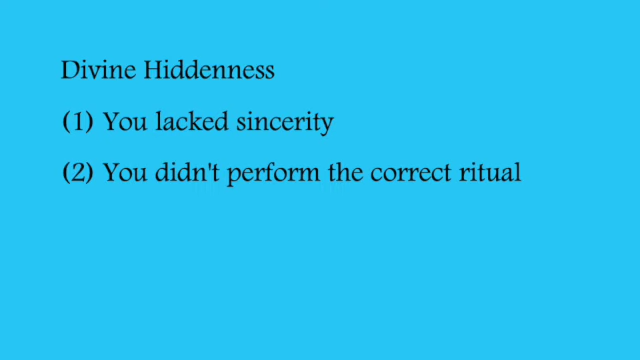 Divine Hiddenness
(1) You lacked sincerity
(2) You didn't perform the correct ritual